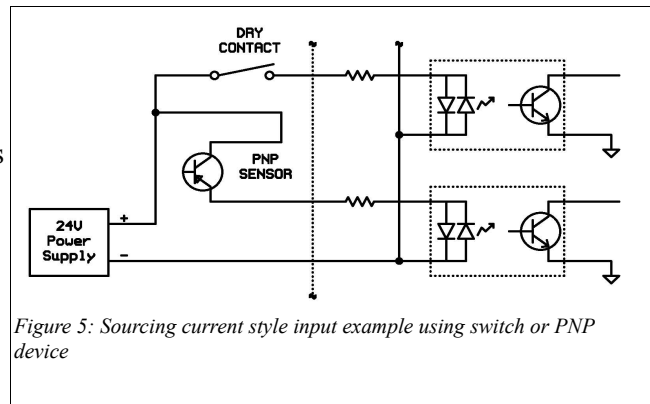 DRY
CONTACT
s
PNP
SENSOR
+
24V
Power
Supply
-
Figure 5: Sourcing current style input example using switch or PNP
device